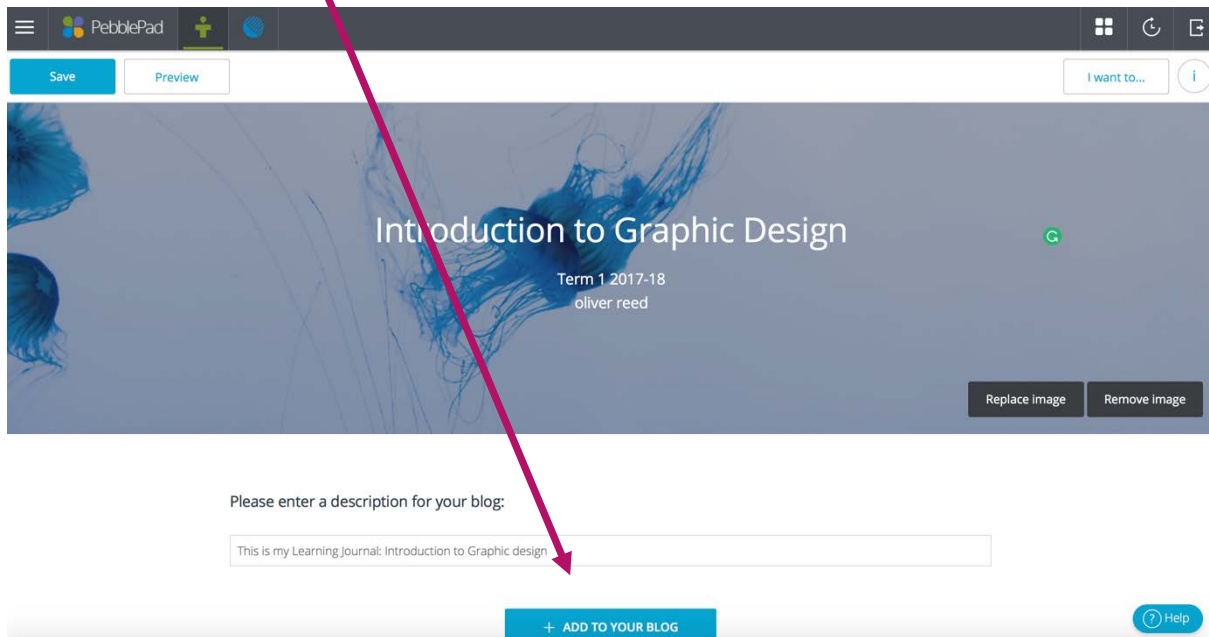 PebblePad
Save
Preview
I want to...
i
Introduction to Graphic Design
G
Term 1 2017-18
oliver reed
Replace image
Remove image
Please enter a description for your blog:
This is my Learning Journal: Introduction to Graphic design
+ ADD TO YOUR BLOG
? Help